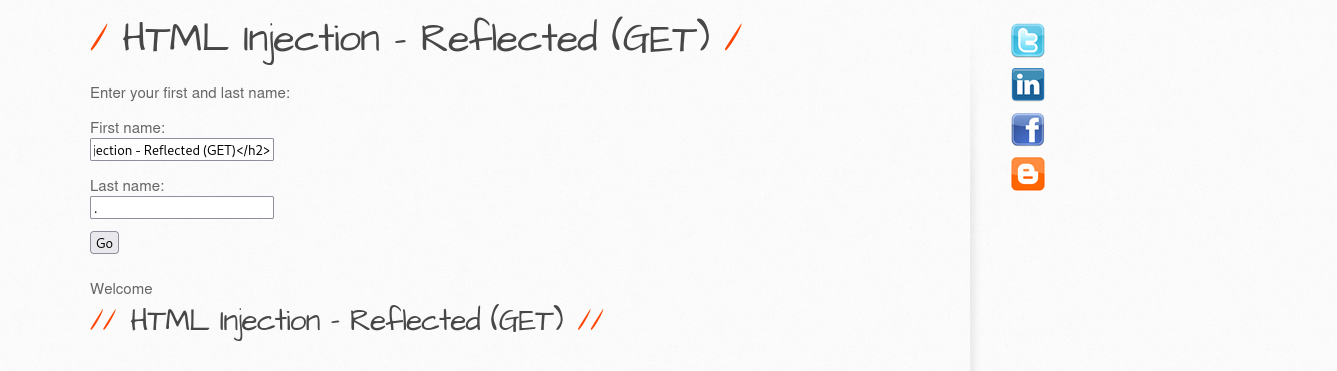 / HTML Injection - Reflected (GET) /
Enter your first and last name:
First name:
jection - Reflected (GET)</h2>
Last name:
.
Go
Welcome
// HTML Injection - Reflected (GET) //
t
in
f
B